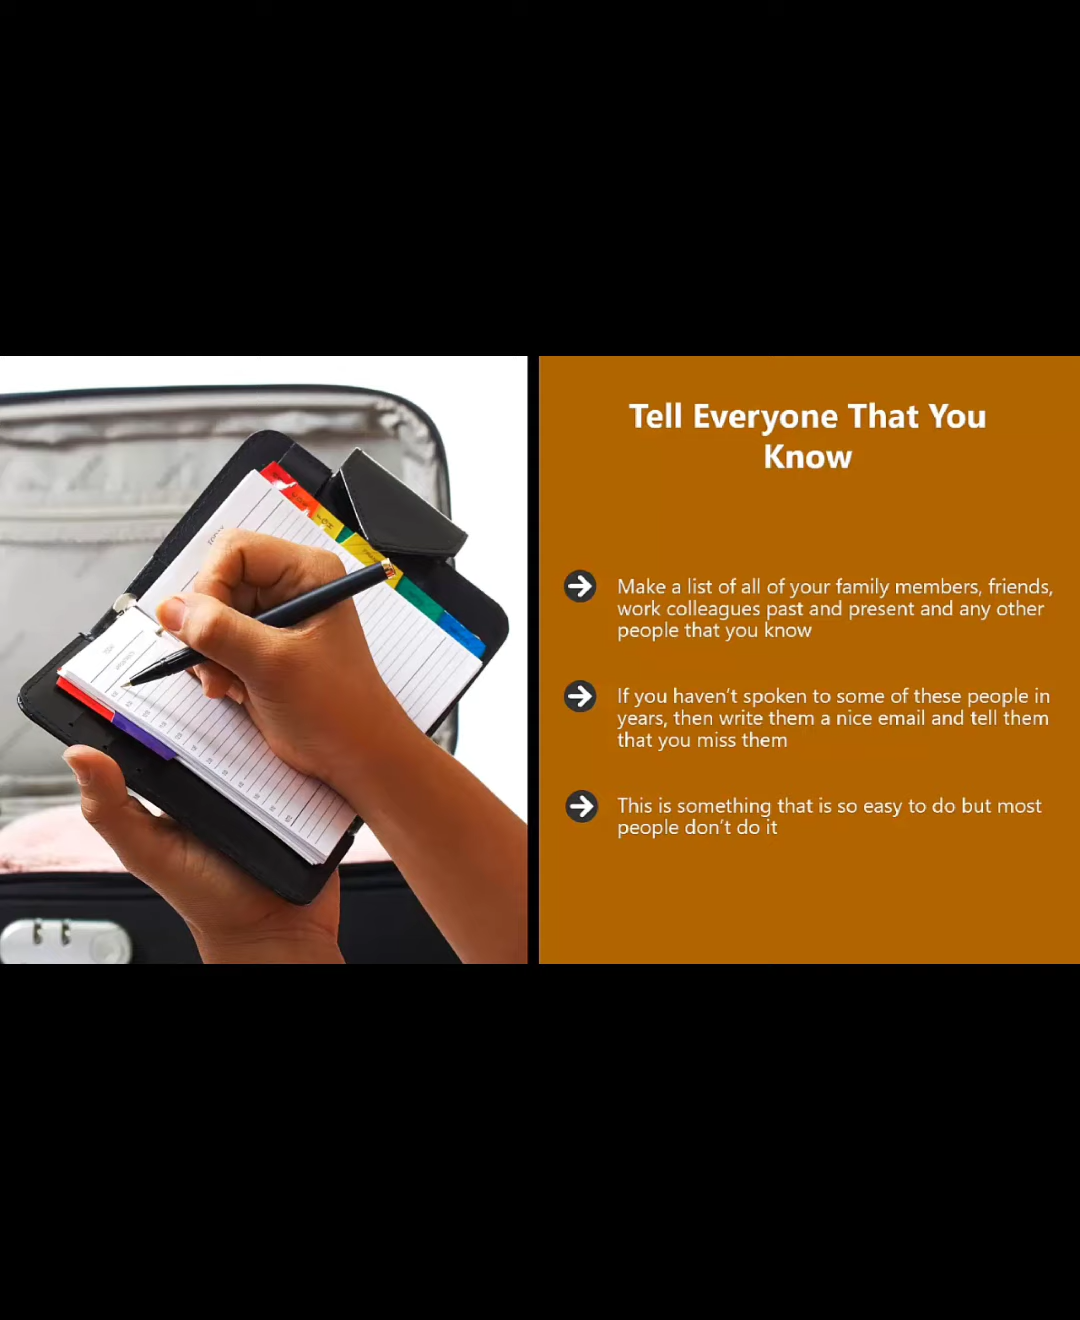 Tell Everyone That You
Know
Make a list of all of your family members, friends,
work colleagues past and present and any other
people that you know
If you haven't spoken to some of these people in
years, then write them a nice email and tell them
that you miss them
This is something that is so easy to do but most
people don't do it